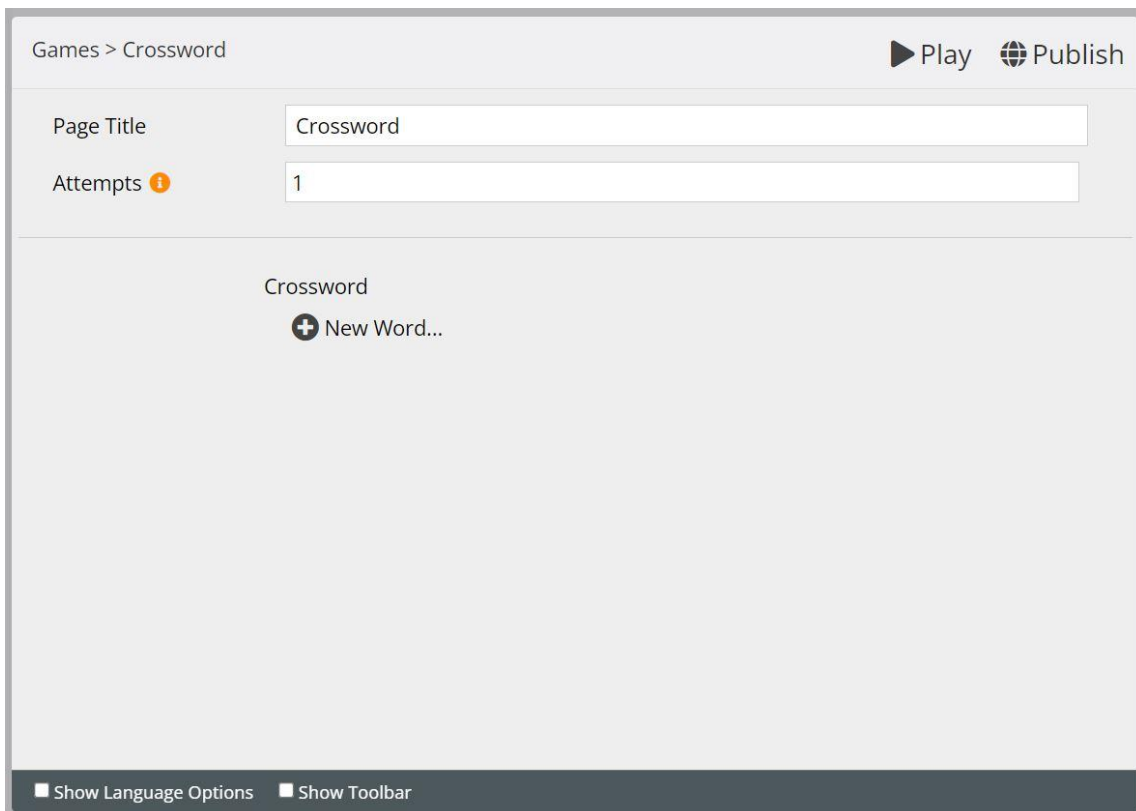 Games > Crossword
Play
Publish
Page Title
Crossword
Attempts
1
Crossword
New Word...
Show Language Options
Show Toolbar